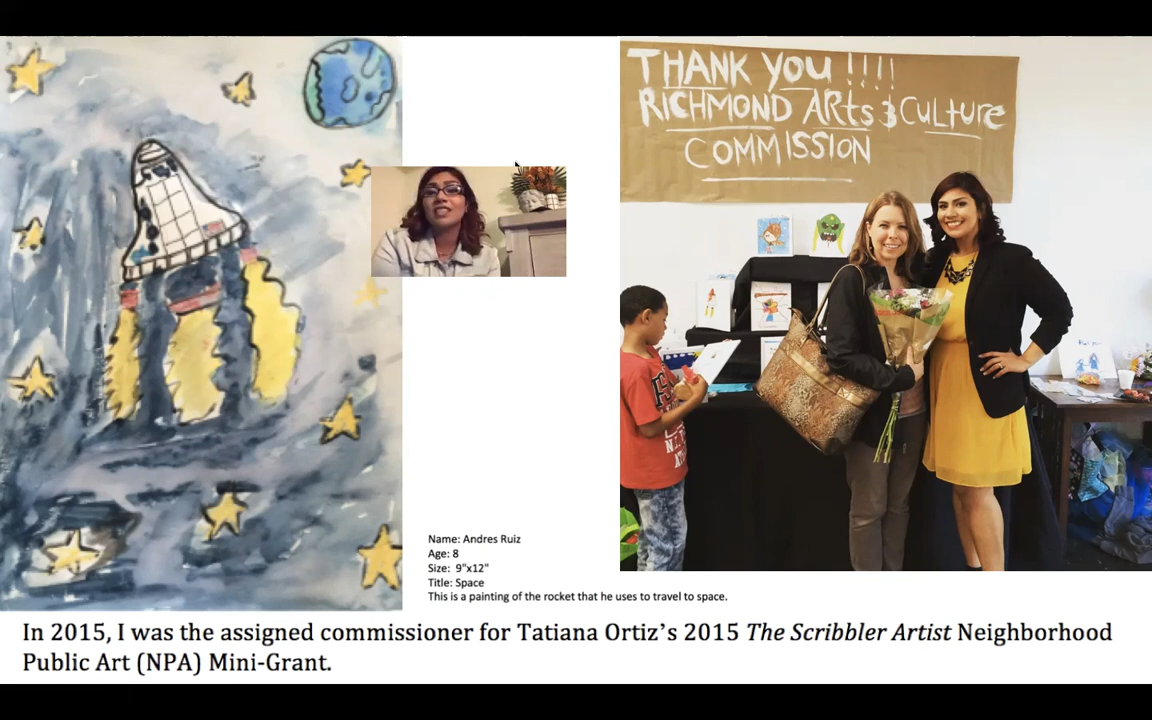 THANK YOU !!!!
RICHMOND ARTS & CULTURE
COMMISSION
Name: Andres Ruiz
Age: 8
Size: 9"x12"
Title: Space
This is a painting of the rocket that he uses to travel to space.
In 2015, I was the assigned commissioner for Tatiana Ortiz's 2015 The Scribbler Artist Neighborhood
Public Art (NPA) Mini-Grant.